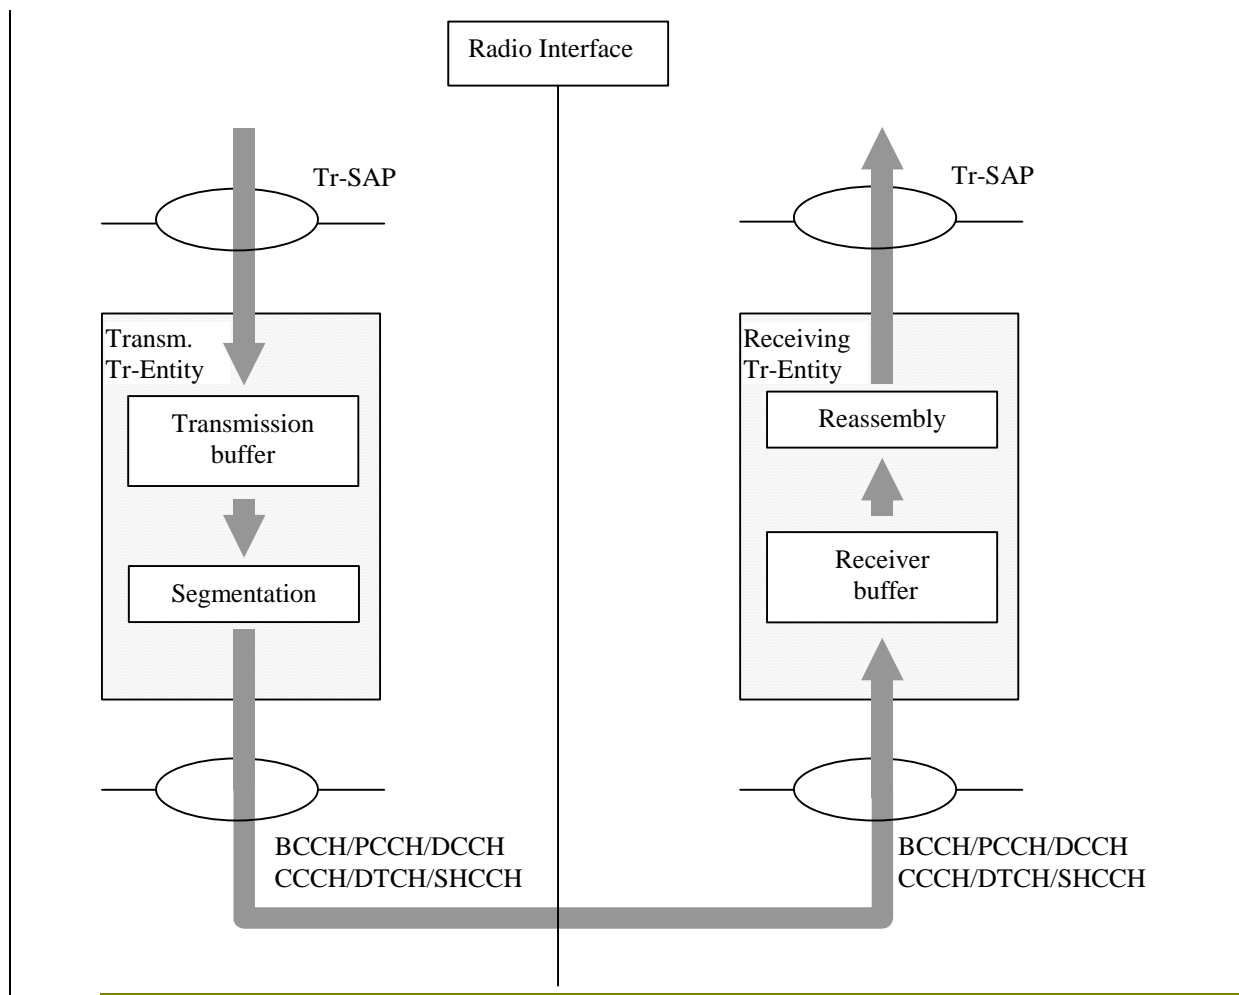 Radio Interface
Tr-SAP
Transm.
Tr-Entity
Transmission
buffer
Segmentation
BCCH/PCCH/DCCH
CCCH/DTCH/SHCCH
Tr-SAP
Receiving
Tr-Entity
Reassembly
Receiver
buffer
BCCH/PCCH/DCCH
CCCH/DTCH/SHCCH